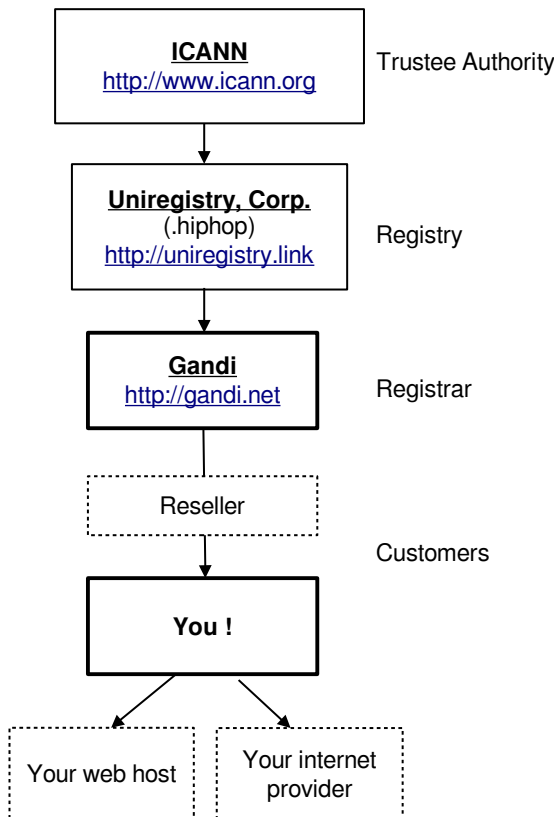 ICANN
http://www.icann.org
Trustee Authority
Uniregistry, Corp.
(.hiphop)
http://uniregistry.link
Registry
Gandi
http://gandi.net
Registrar
Reseller
Customers
You !
Your web host
Your internet
provider